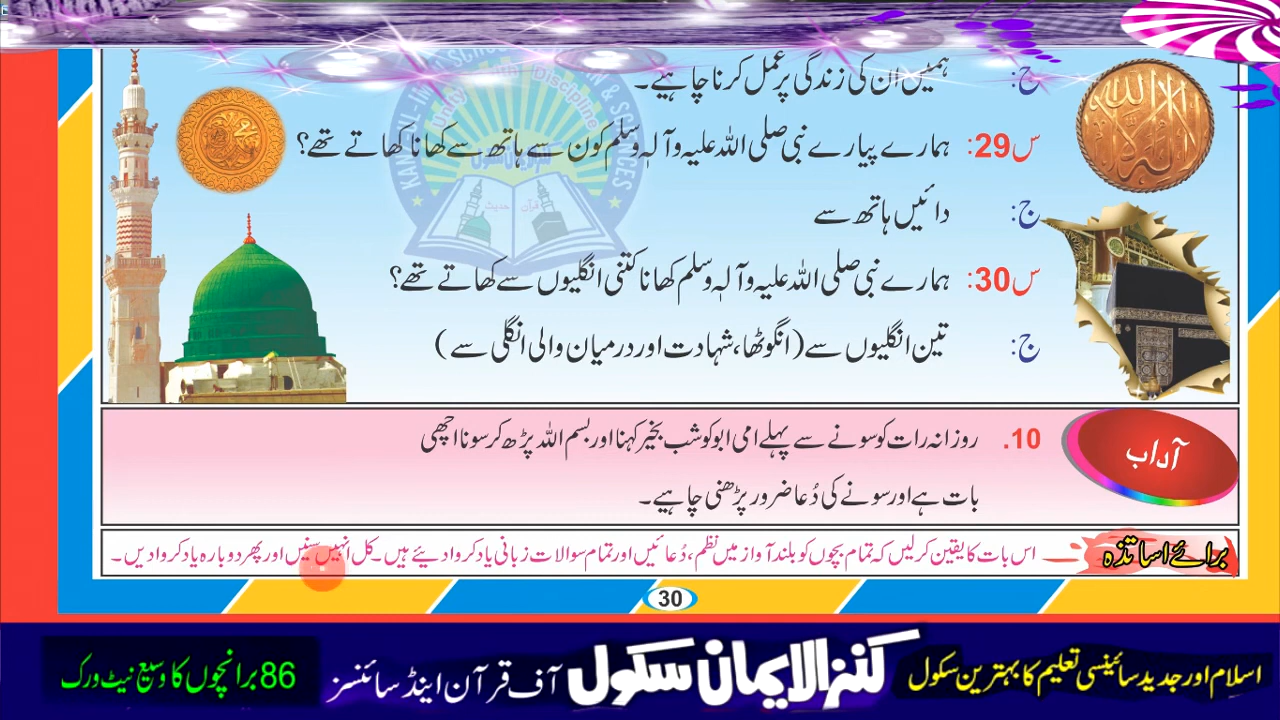 ج: ہمیں ان کی زندگی پر عمل کرنا چاہیے۔
س29: ہمارے پیارے نبی صلی اللہ علیہ وآلہٖ وسلم کون سے ہاتھ سے کھانا کھاتے تھے؟
ج: دائیں ہاتھ سے
س30: ہمارے نبی صلی اللہ علیہ وآلہٖ وسلم کھانا کتنی انگلیوں سے کھاتے تھے؟
ج: تین انگلیوں سے (انگوٹھا، شہادت اور درمیان والی انگلی سے)
آداب
10. روزانہ رات کو سونے سے پہلے امی ابو کو شب بخیر کہنا اور بسم اللہ پڑھ کر سونا اچھی
بات ہے اور سونے کی دُعا ضرور پڑھنی چاہیے۔
برائے اساتذہ اس بات کا یقین کرلیں کہ تمام بچوں کو بلند آواز میں نظم، دُعائیں اور تمام سوالات زبانی یاد کروا دیئے ہیں۔ کل انہیں سنیں اور پھر دوبارہ یاد کروا دیں۔
30
اسلام اور جدید سائینسی تعلیم کا بہترین سکول کنزالایمان سکول آف قرآن اینڈ سائنسز 86 برانچوں کا وسیع نیٹ ورک